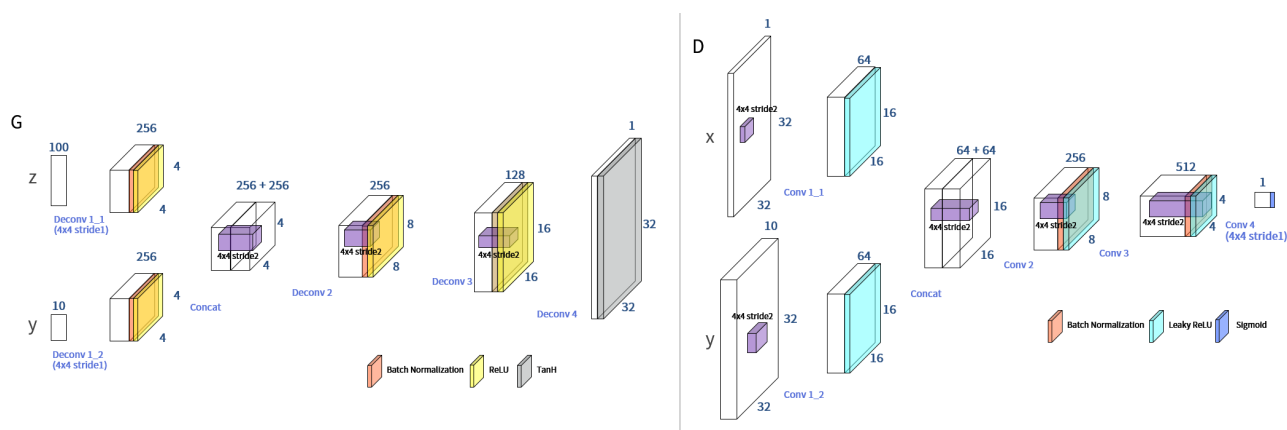 G
z
100
Deconv 1_1
(4x4 stride1)
256
4
4
y
10
Deconv 1_2
(4x4 stride1)
256
4
4
256 + 256
4
4x4 stride2
4
Concat
256
8
4x4 stride2
8
Deconv 2
128
16
4x4 stride2
16
Deconv 3
1
32
32
Deconv 4
Batch Normalization
ReLU
TanH
D
x
1
4x4 stride2
32
32
Conv 1_1
64
16
16
y
10
4x4 stride2
32
32
Conv 1_2
64
16
16
64 + 64
16
4x4 stride2
16
Concat
256
8
4x4 stride2
8
Conv 2
512
4
4x4 stride2
4
Conv 3
1
Conv 4
(4x4 stride1)
Batch Normalization
Leaky ReLU
Sigmoid